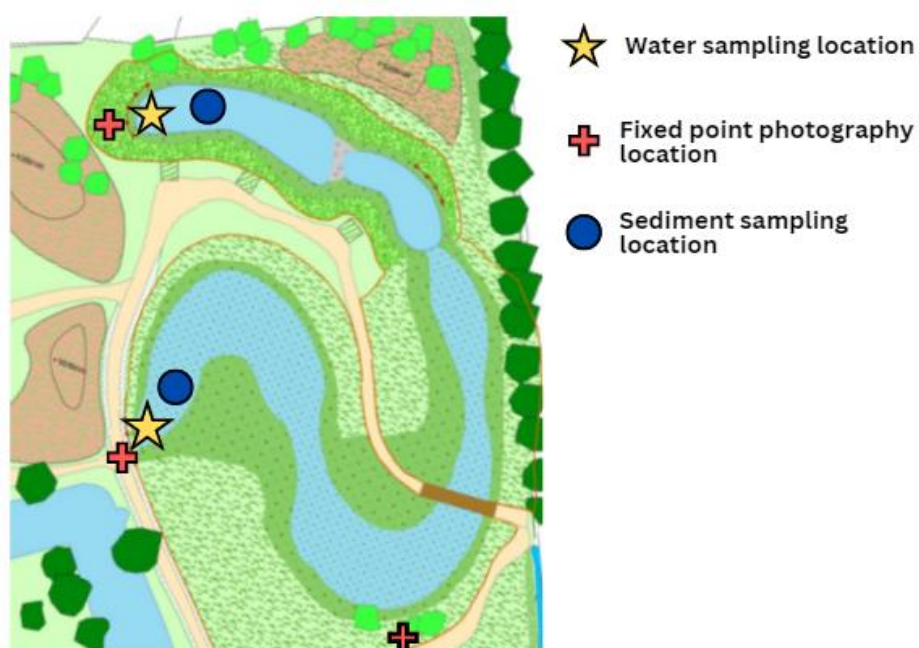 Water sampling location
Fixed point photography
location
Sediment sampling
location